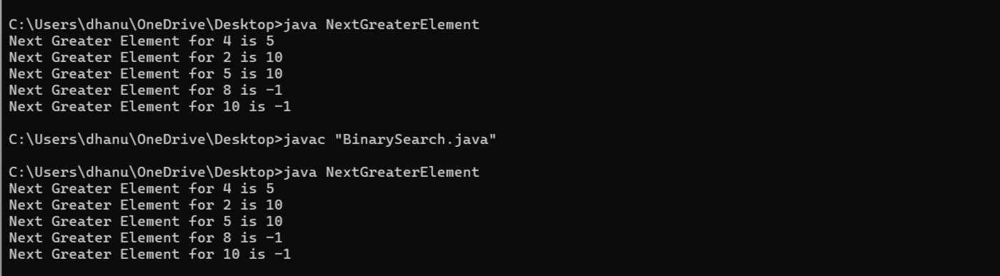 C:\Users\dhanu\OneDrive\Desktop>java NextGreaterElement
Next Greater Element for 4 is 5
Next Greater Element for 2 is 10
Next Greater Element for 5 is 10
Next Greater Element for 8 is -1
Next Greater Element for 10 is -1
C:\Users\dhanu\OneDrive\Desktop>javac "BinarySearch.java"
C:\Users\dhanu\OneDrive\Desktop>java NextGreaterElement
Next Greater Element for 4 is 5
Next Greater Element for 2 is 10
Next Greater Element for 5 is 10
Next Greater Element for 8 is -1
Next Greater Element for 10 is -1